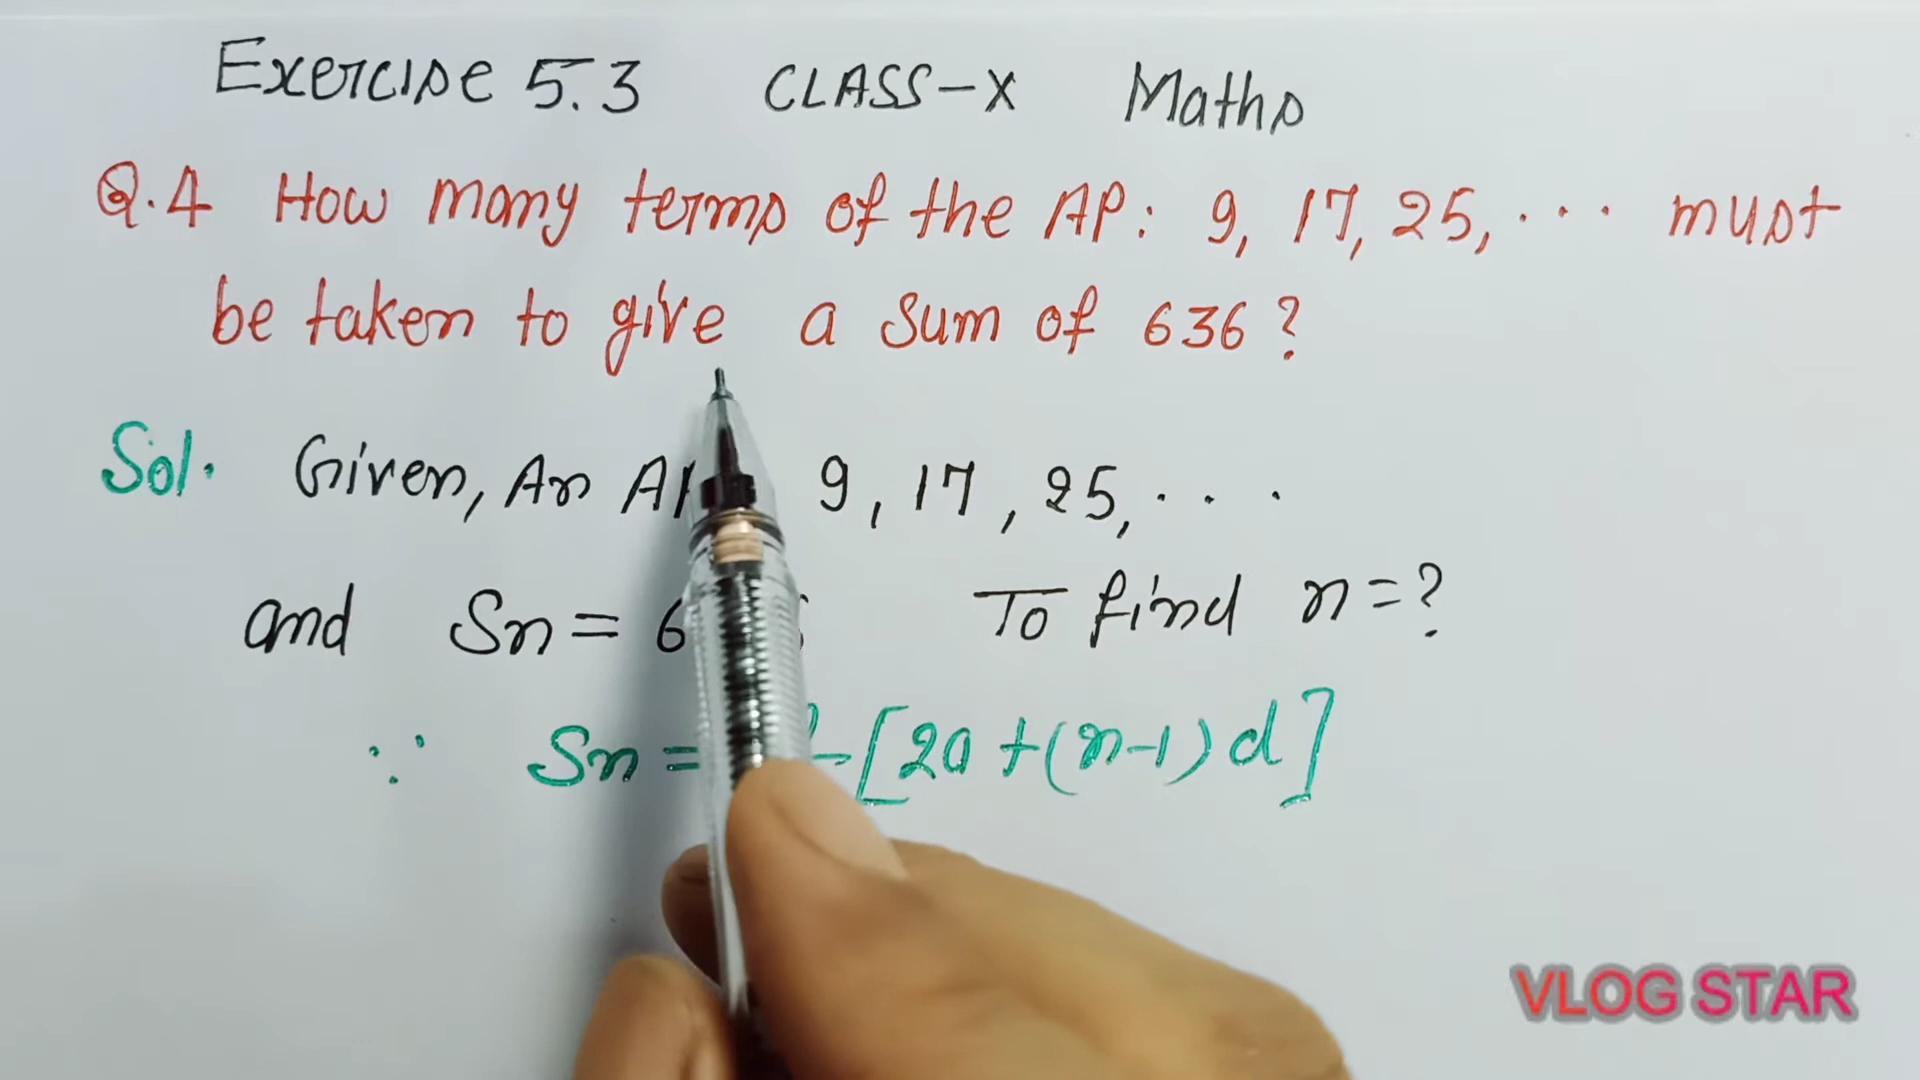 Exercise 5.3 CLASS-X Maths
Q.4 How many terms of the AP: 9, 17, 25, ... must
be taken to give a sum of 636?
Sol. Given, An 9, 17, 25, ...
and Sn = To find n=?
∵ Sn = [2a+(n-1)d]
VLOG STAR